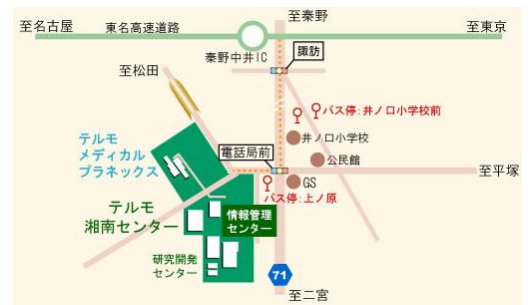 至秦野
至名古屋
東名高速道路
至東京
秦野中井IC
諏訪
至松田
バス停:井ノ口小学校前
井ノ口小学校
テルモ
メディカル
プラネックス
電話局前
公民館
至平塚
GS
バス停:上ノ原
テルモ
湘南センター
情報管理
センター
研究開発
センター
71
至二宮